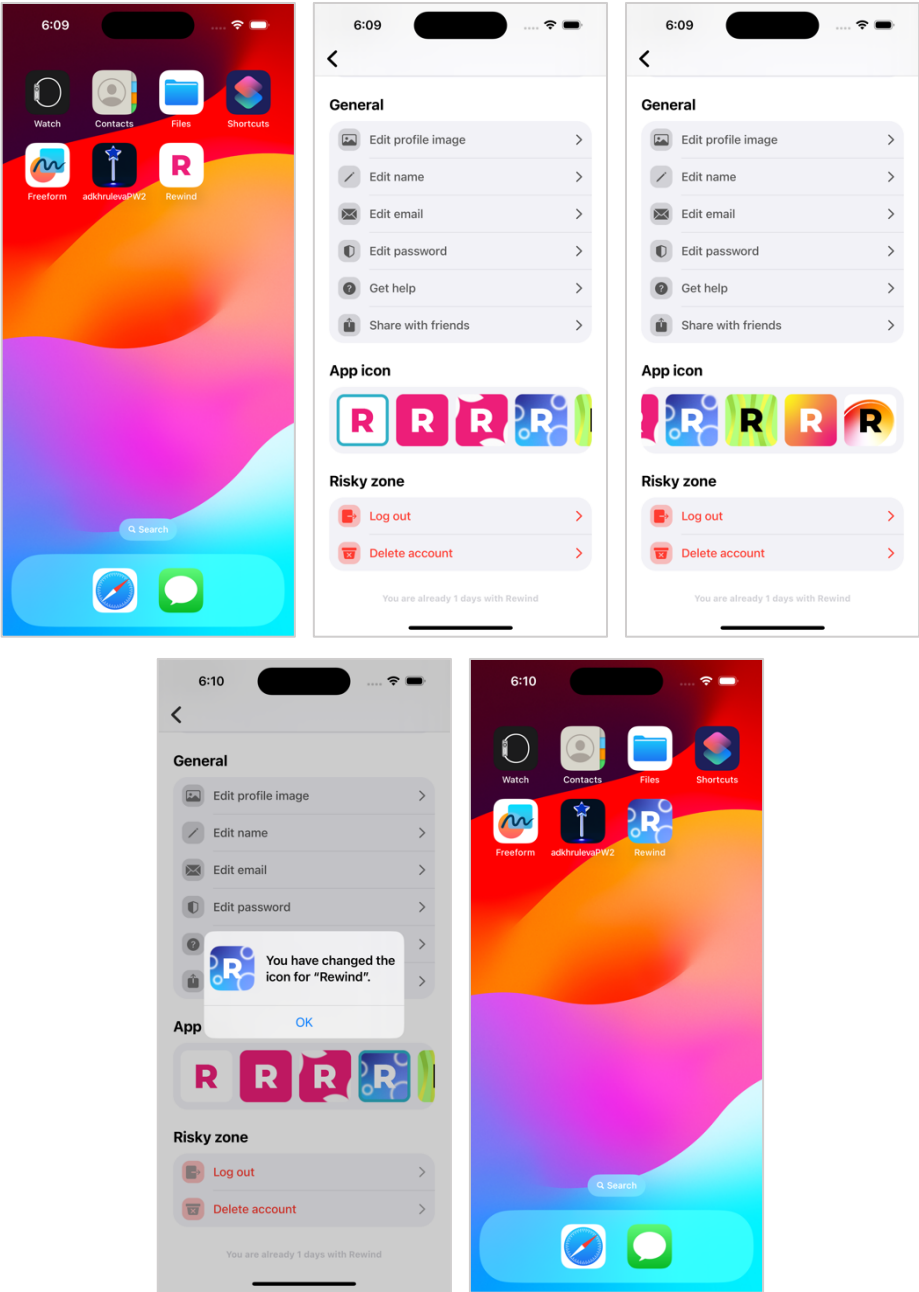 6:09
Watch Contacts Files Shortcuts
R
Freeform adkhrulevaPW2 Rewind
Search
6:09
General
Edit profile image
Edit name
Edit email
Edit password
Get help
Share with friends
App icon
R R R R
Risky zone
Log out
Delete account
You are already 1 days with Rewind
6:09
General
Edit profile image
Edit name
Edit email
Edit password
Get help
Share with friends
App icon
R R R R
Risky zone
Log out
Delete account
You are already 1 days with Rewind
6:10
General
Edit profile image
Edit name
Edit email
Edit password
R
You have changed the
icon for “Rewind”.
OK
App
R R R R
Risky zone
Log out
Delete account
You are already 1 days with Rewind
6:10
Watch Contacts Files Shortcuts
R
Freeform adkhrulevaPW2 Rewind
Search